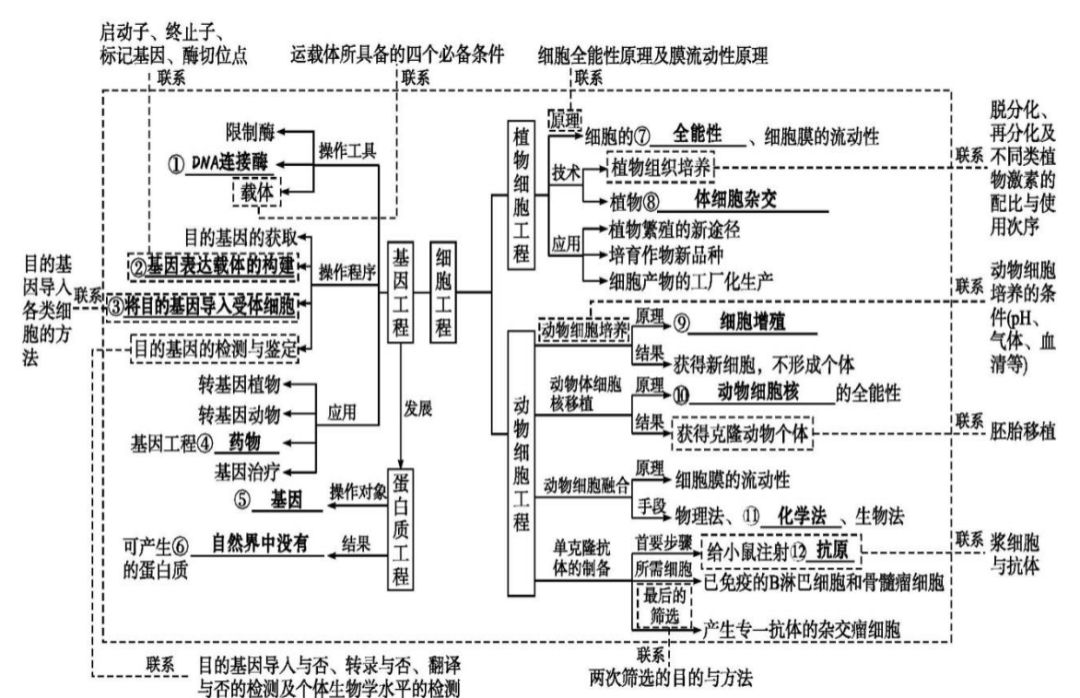 启动子、终止子、
标记基因、酶切位点
联系
运载体所具备的四个必备条件
联系
细胞全能性原理及膜流动性原理
联系
限制酶
①DNA连接酶
载体
操作工具
目的基因的获取
②基因表达载体的构建
③将目的基因导入受体细胞
目的基因的检测与鉴定
操作程序
目的基
因导入
各类细
胞的方
法
联系
转基因植物
转基因动物
基因工程④药物
基因治疗
应用
基因工程
细胞工程
发展
蛋白质工程
⑤基因
操作对象
可产生⑥自然界中没有
的蛋白质
结果
联系
目的基因导入与否、转录与否、翻译
与否的检测及个体生物学水平的检测
植物细胞工程
原理
细胞的⑦全能性、细胞膜的流动性
技术
植物组织培养
植物⑧体细胞杂交
应用
植物繁殖的新途径
培育作物新品种
细胞产物的工厂化生产
联系
脱分化、
再分化及
不同类植
物激素的
配比与使
用次序
动物细胞工程
动物细胞培养
原理
⑨细胞增殖
结果
获得新细胞，不形成个体
联系
动物细胞
培养的条
件(pH、
气体、血
清等)
动物体细胞
核移植
原理
⑩动物细胞核的全能性
结果
获得克隆动物个体
联系
胚胎移植
动物细胞融合
原理
细胞膜的流动性
手段
物理法、⑪化学法、生物法
单克隆抗
体的制备
首要步骤
给小鼠注射⑫抗原
联系
浆细胞
与抗体
所需细胞
已免疫的B淋巴细胞和骨髓瘤细胞
最后的
筛选
产生专一抗体的杂交瘤细胞
联系
两次筛选的目的与方法